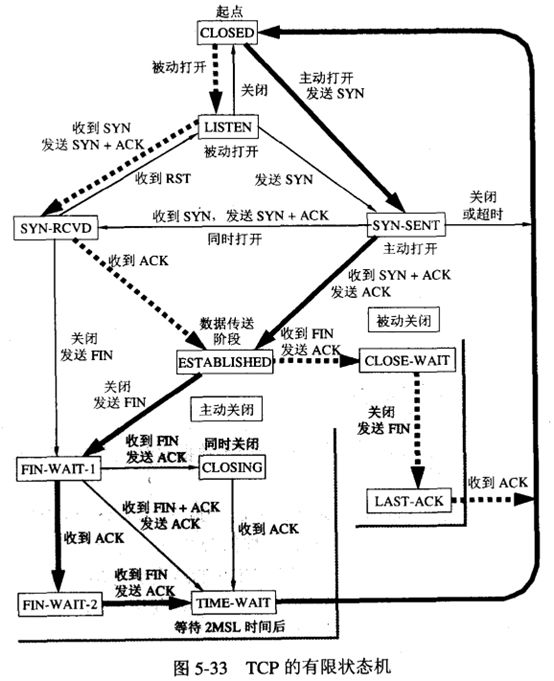 起点
CLOSED
被动打开
关闭
主动打开
发送 SYN
收到 SYN
发送 SYN + ACK
LISTEN
被动打开
收到 RST
发送 SYN
SYN-RCVD
收到 SYN，发送 SYN + ACK
同时打开
SYN-SENT
主动打开
关闭
或超时
收到 ACK
收到 SYN + ACK
发送 ACK
关闭
发送 FIN
数据传送
阶段
ESTABLISHED
收到 FIN
发送 ACK
被动关闭
CLOSE-WAIT
关闭
发送 FIN
主动关闭
关闭
发送 FIN
LAST-ACK
收到 ACK
FIN-WAIT-1
收到 FIN
发送 ACK
同时关闭
CLOSING
收到 FIN + ACK
发送 ACK
收到 ACK
收到 ACK
收到 FIN
发送 ACK
FIN-WAIT-2
TIME-WAIT
等待 2MSL 时间后
图 5-33 TCP 的有限状态机